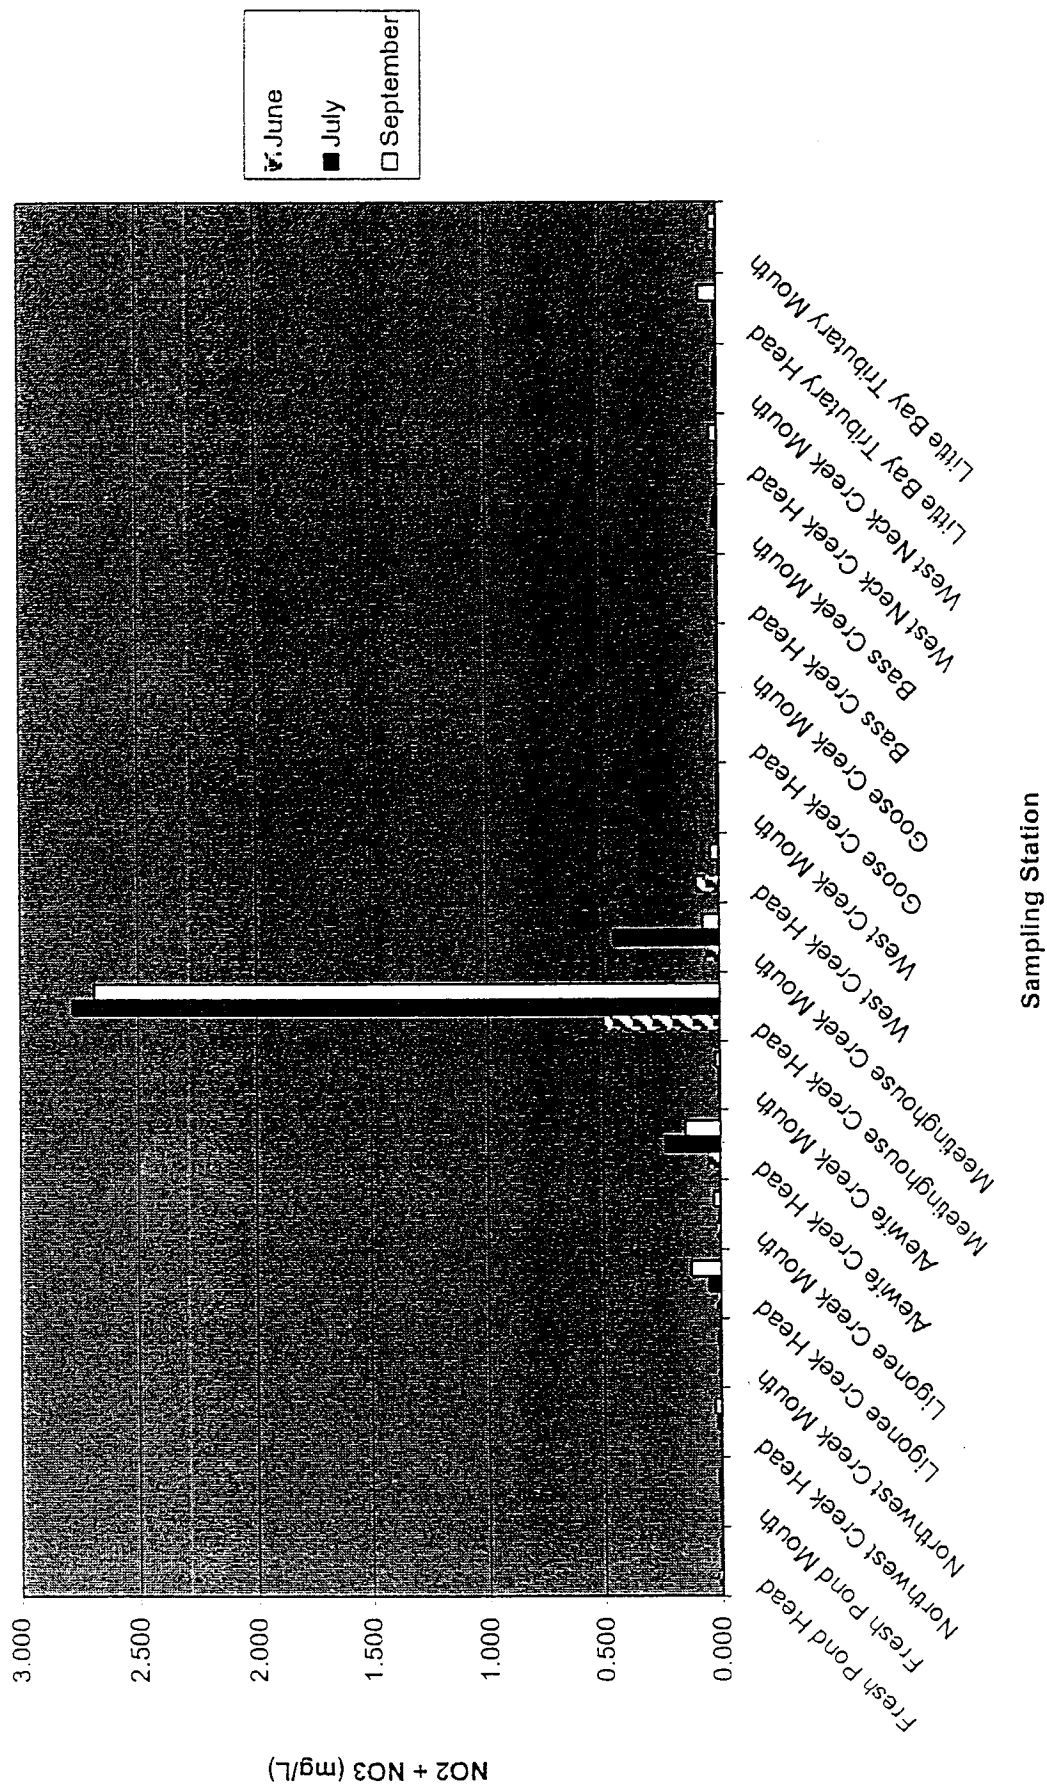 NO2 + NO3 (mg/L)
3.000
2.500
2.000
1.500
1.000
0.500
0.000
Fresh Pond Head
Fresh Pond Mouth
Northwest Creek Head
Northwest Creek Mouth
Ligonee Creek Head
Ligonee Creek Mouth
Alewife Creek Head
Alewife Creek Mouth
Meetinghouse Creek Head
Meetinghouse Creek Mouth
West Creek Head
West Creek Mouth
Goose Creek Head
Goose Creek Mouth
Bass Creek Head
Bass Creek Mouth
West Neck Creek Head
West Neck Creek Mouth
Little Bay Tributary Head
Little Bay Tributary Mouth
Sampling Station
June
July
September